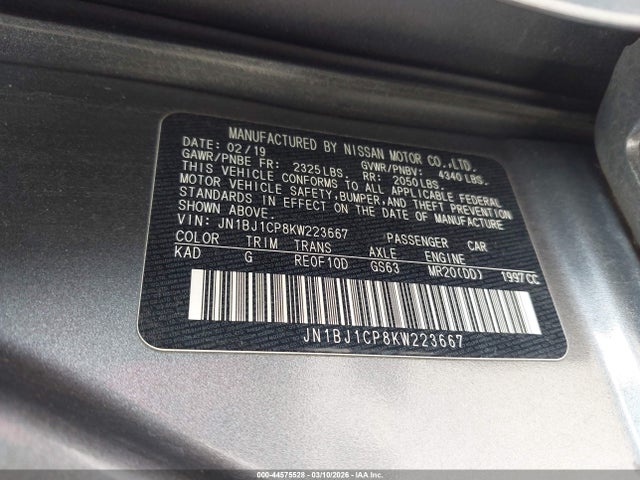 MANUFACTURED BY NISSAN MOTOR CO.,LTD.
DATE: 02/19 GVWR/PNBV: 4340 LBS.
GAWR/PNBE FR: 2325LBS. RR: 2050LBS.
THIS VEHICLE CONFORMS TO ALL APPLICABLE FEDERAL
MOTOR VEHICLE SAFETY,BUMPER,AND THEFT PREVENTION
STANDARDS IN EFFECT ON THE DATE OF MANUFACTURE
SHOWN ABOVE.
VIN: JN1BJ1CP8KW223667 PASSENGER CAR
COLOR TRIM TRANS AXLE ENGINE
KAD G REOF10D GS63 MR20(DD) 1997CC
JN1BJ1CP8KW223667
000-44575528 - 03/10/2026 - IAA Inc.